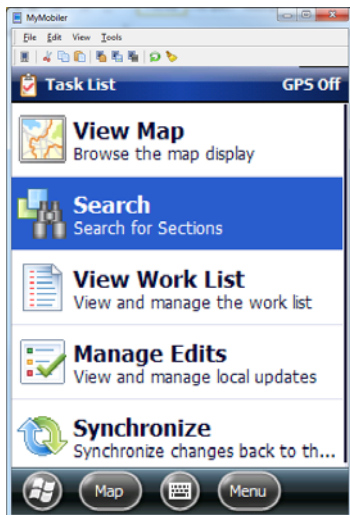 MyMobiler
File Edit View Tools
Task List GPS Off
View Map
Browse the map display
Search
Search for Sections
View Work List
View and manage the work list
Manage Edits
View and manage local updates
Synchronize
Synchronize changes back to th...
Map Menu